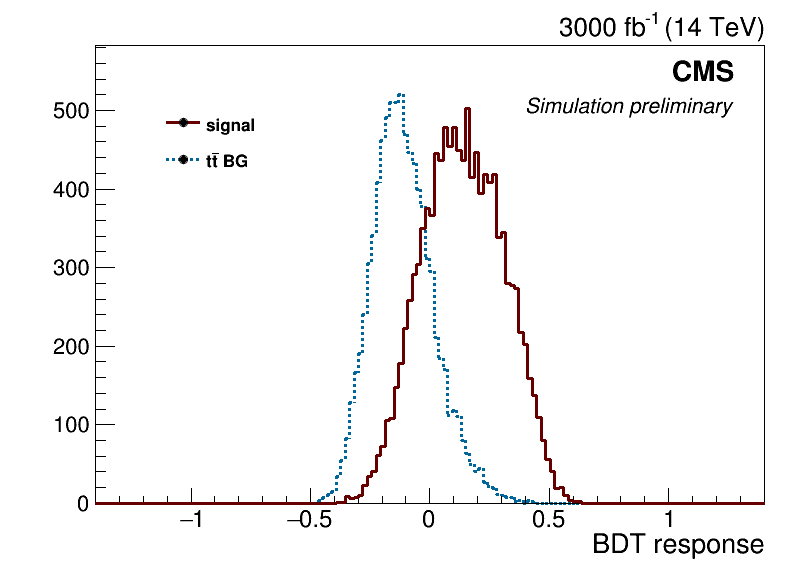 3000 fb⁻¹ (14 TeV)
CMS
Simulation preliminary
signal
tt̄ BG
500
400
300
200
100
0
−1 −0.5 0 0.5 1
BDT response